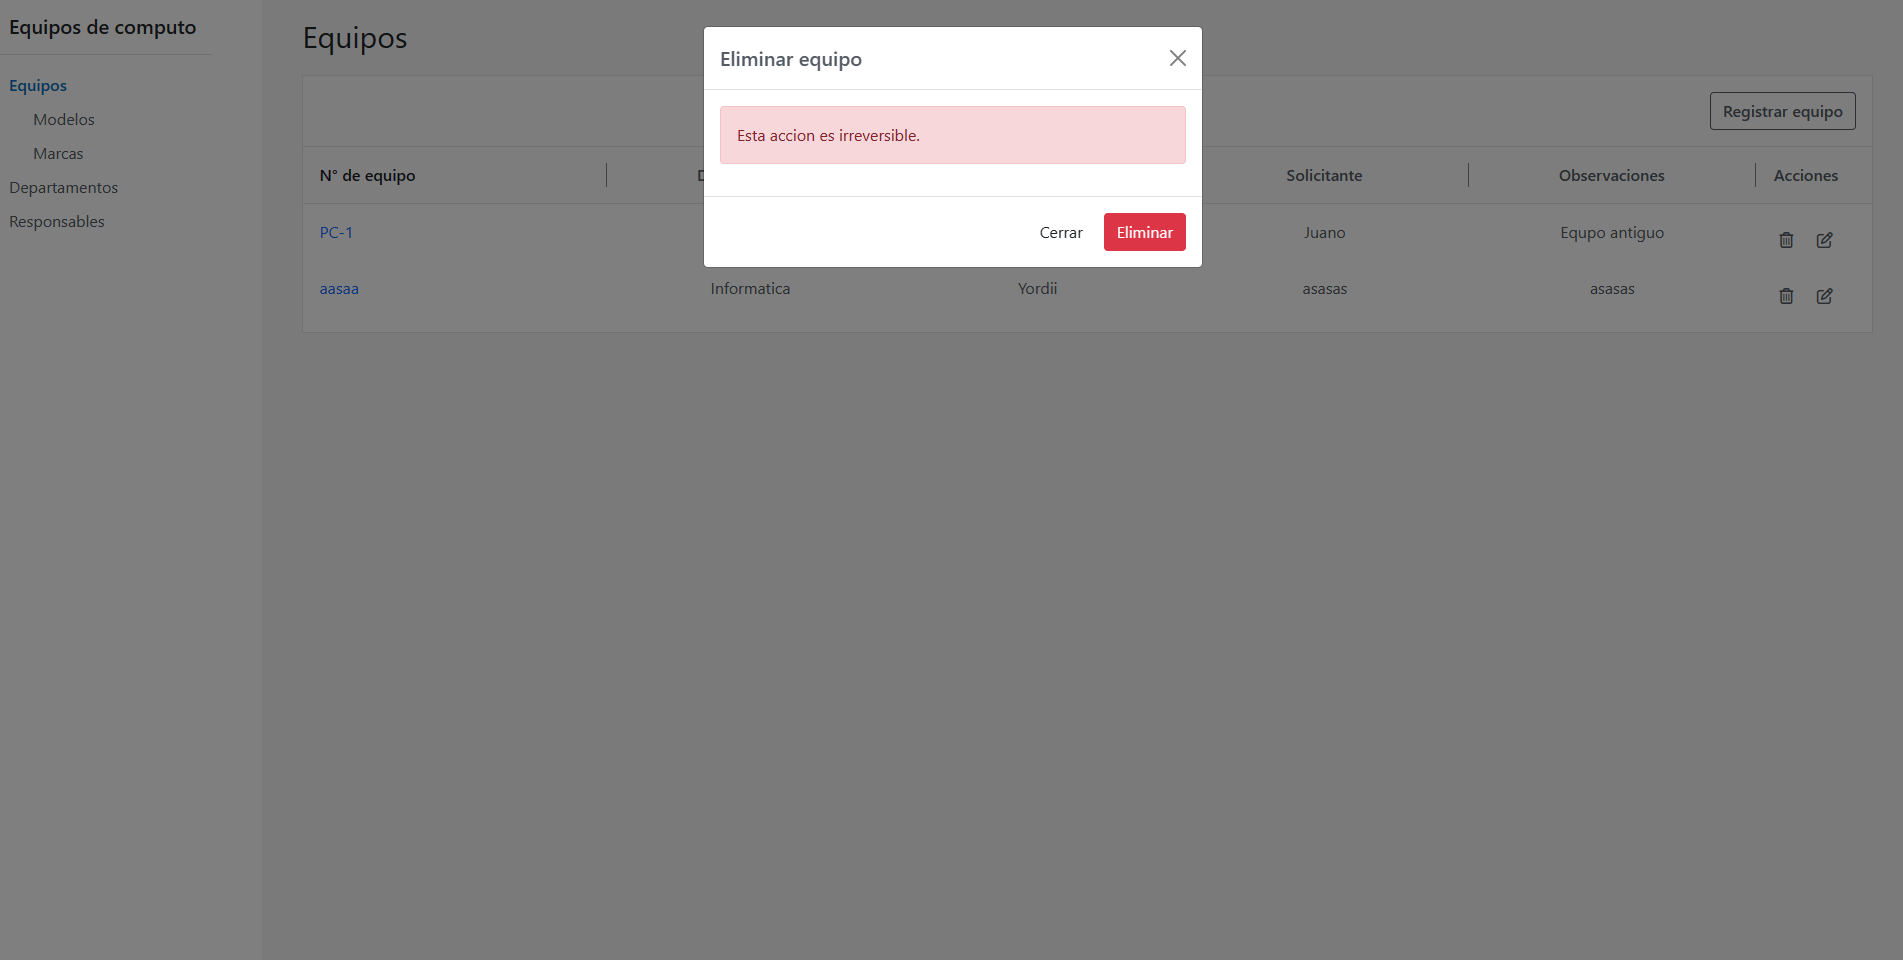 Equipos de computo
Equipos
Modelos
Marcas
Departamentos
Responsables
Equipos
Registrar equipo
N° de equipo Solicitante Observaciones Acciones
PC-1 Juano Equpo antiguo
aasaa Informatica Yordii asasas asasas
Eliminar equipo
Esta accion es irreversible.
Cerrar Eliminar